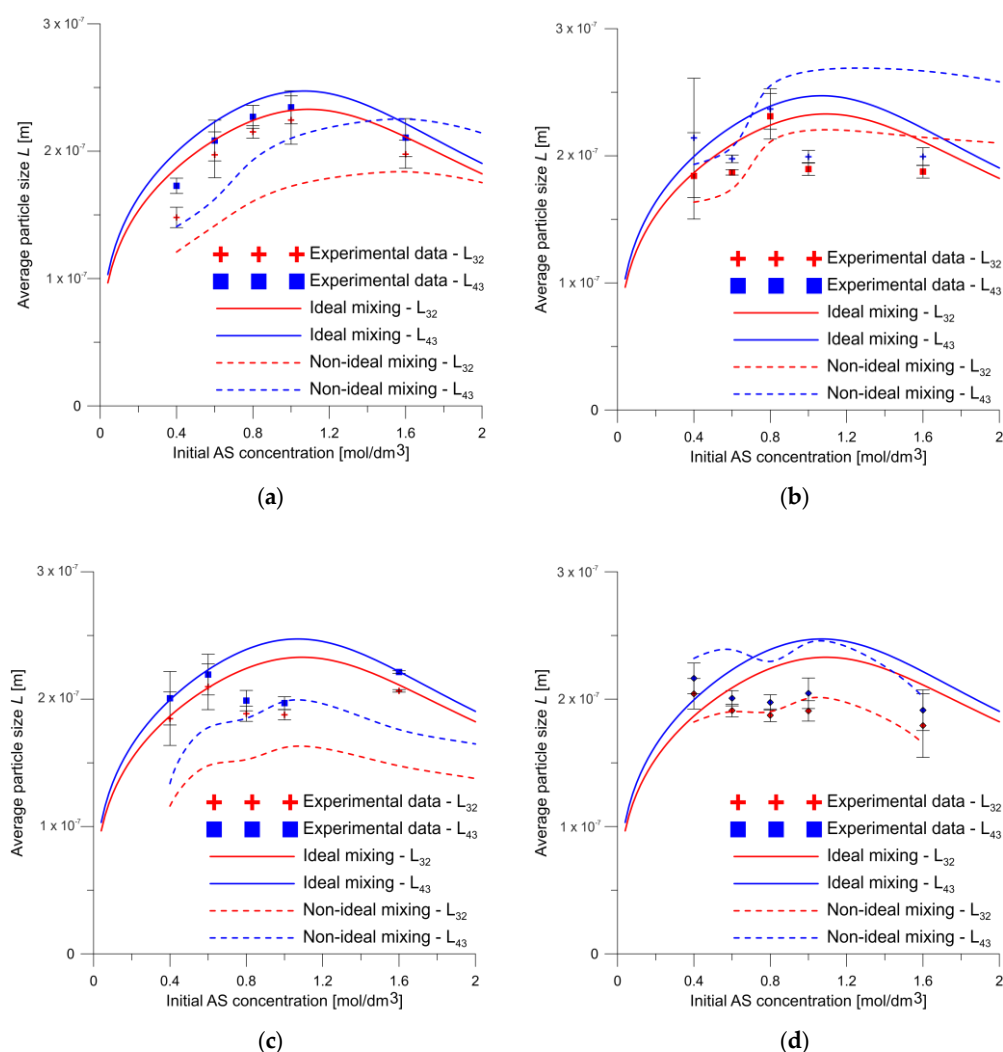 3 x 10⁻⁷
2 x 10⁻⁷
1 x 10⁻⁷
0
Average particle size L [m]
Experimental data - L₃₂
Experimental data - L₄₃
Ideal mixing - L₃₂
Ideal mixing - L₄₃
Non-ideal mixing - L₃₂
Non-ideal mixing - L₄₃
0 0.4 0.8 1.2 1.6 2
Initial AS concentration [mol/dm³]
(a)
3 x 10⁻⁷
2 x 10⁻⁷
1 x 10⁻⁷
0
Average particle size L [m]
Experimental data - L₃₂
Experimental data - L₄₃
Ideal mixing - L₃₂
Ideal mixing - L₄₃
Non-ideal mixing - L₃₂
Non-ideal mixing - L₄₃
0 0.4 0.8 1.2 1.6 2
Initial AS concentration [mol/dm³]
(b)
3 x 10⁻⁷
2 x 10⁻⁷
1 x 10⁻⁷
0
Average particle size L [m]
Experimental data - L₃₂
Experimental data - L₄₃
Ideal mixing - L₃₂
Ideal mixing - L₄₃
Non-ideal mixing - L₃₂
Non-ideal mixing - L₄₃
0 0.4 0.8 1.2 1.6 2
Initial AS concentration [mol/dm³]
(c)
3 x 10⁻⁷
2 x 10⁻⁷
1 x 10⁻⁷
0
Average particle size L [m]
Experimental data - L₃₂
Experimental data - L₄₃
Ideal mixing - L₃₂
Ideal mixing - L₄₃
Non-ideal mixing - L₃₂
Non-ideal mixing - L₄₃
0 0.4 0.8 1.2 1.6 2
Initial AS concentration [mol/dm³]
(d)